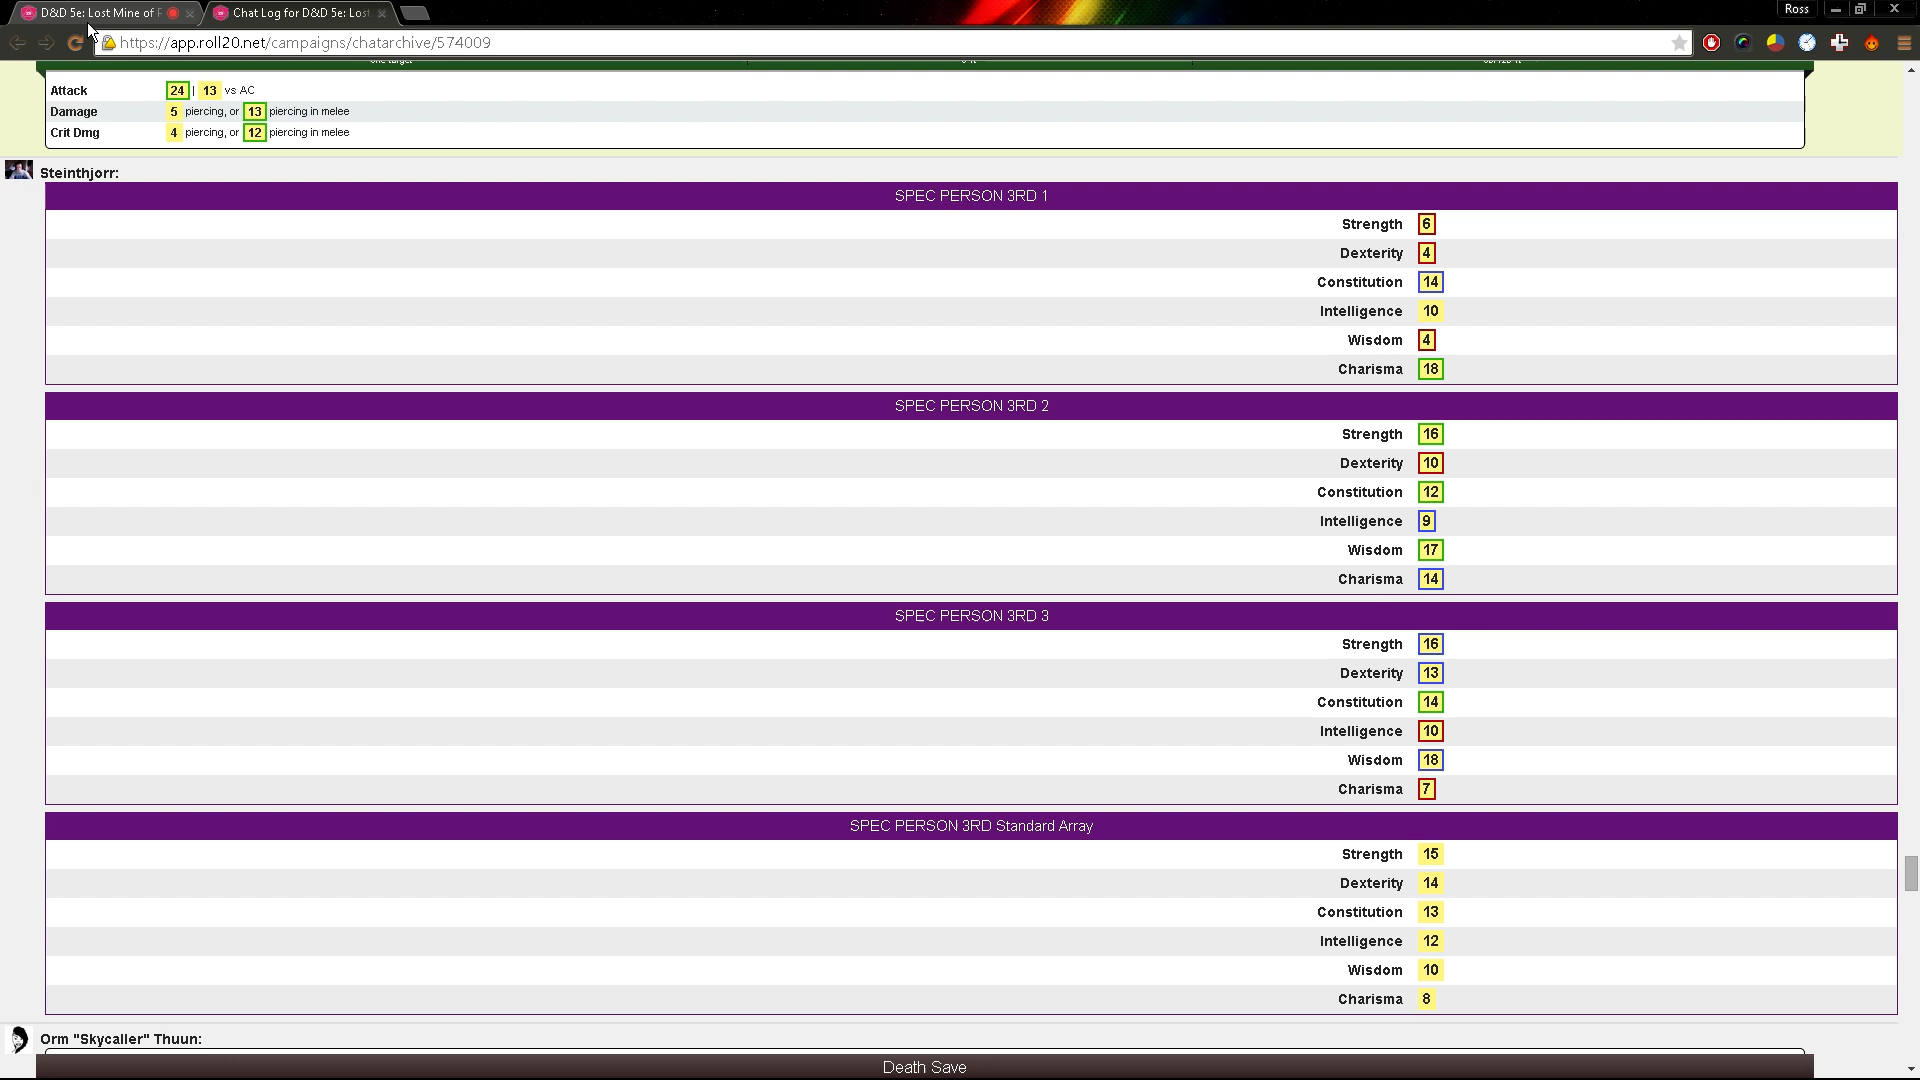 D&D 5e: Lost Mine of P
Chat Log for D&D 5e: Lost
Ross
https://app.roll20.net/campaigns/chatarchive/574009
Attack 24 | 13 vs AC
Damage 5 piercing, or 13 piercing in melee
Crit Dmg 4 piercing, or 12 piercing in melee
Steinthjorr:
SPEC PERSON 3RD 1
Strength 6
Dexterity 4
Constitution 14
Intelligence 10
Wisdom 4
Charisma 18
SPEC PERSON 3RD 2
Strength 16
Dexterity 10
Constitution 12
Intelligence 9
Wisdom 17
Charisma 14
SPEC PERSON 3RD 3
Strength 16
Dexterity 13
Constitution 14
Intelligence 10
Wisdom 18
Charisma 7
SPEC PERSON 3RD Standard Array
Strength 15
Dexterity 14
Constitution 13
Intelligence 12
Wisdom 10
Charisma 8
Orm "Skycaller" Thuun:
Death Save